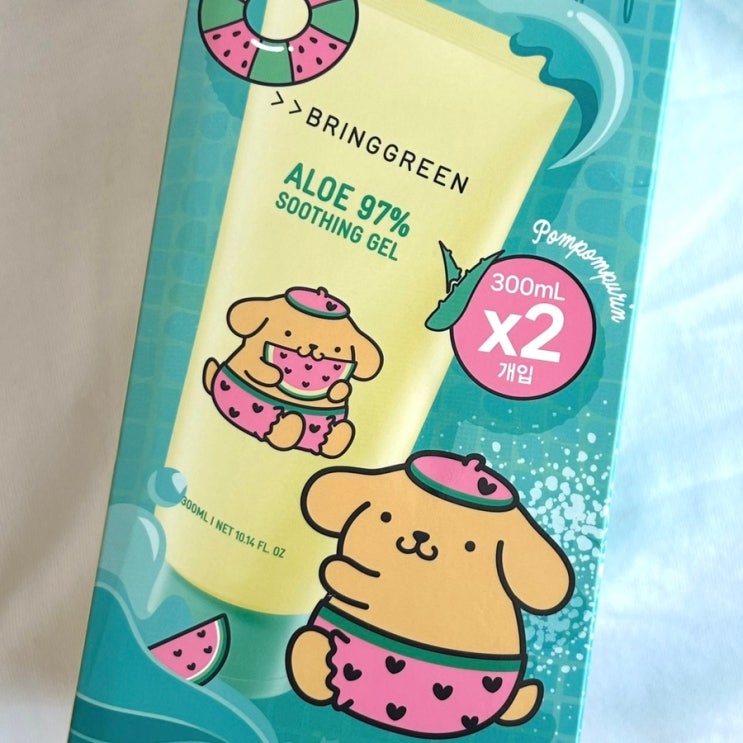 >>BRINGGREEN
ALOE 97%
SOOTHING GEL
Pompompurin
300mL
x2
개입
300ML I NET 10.14 FL. OZ